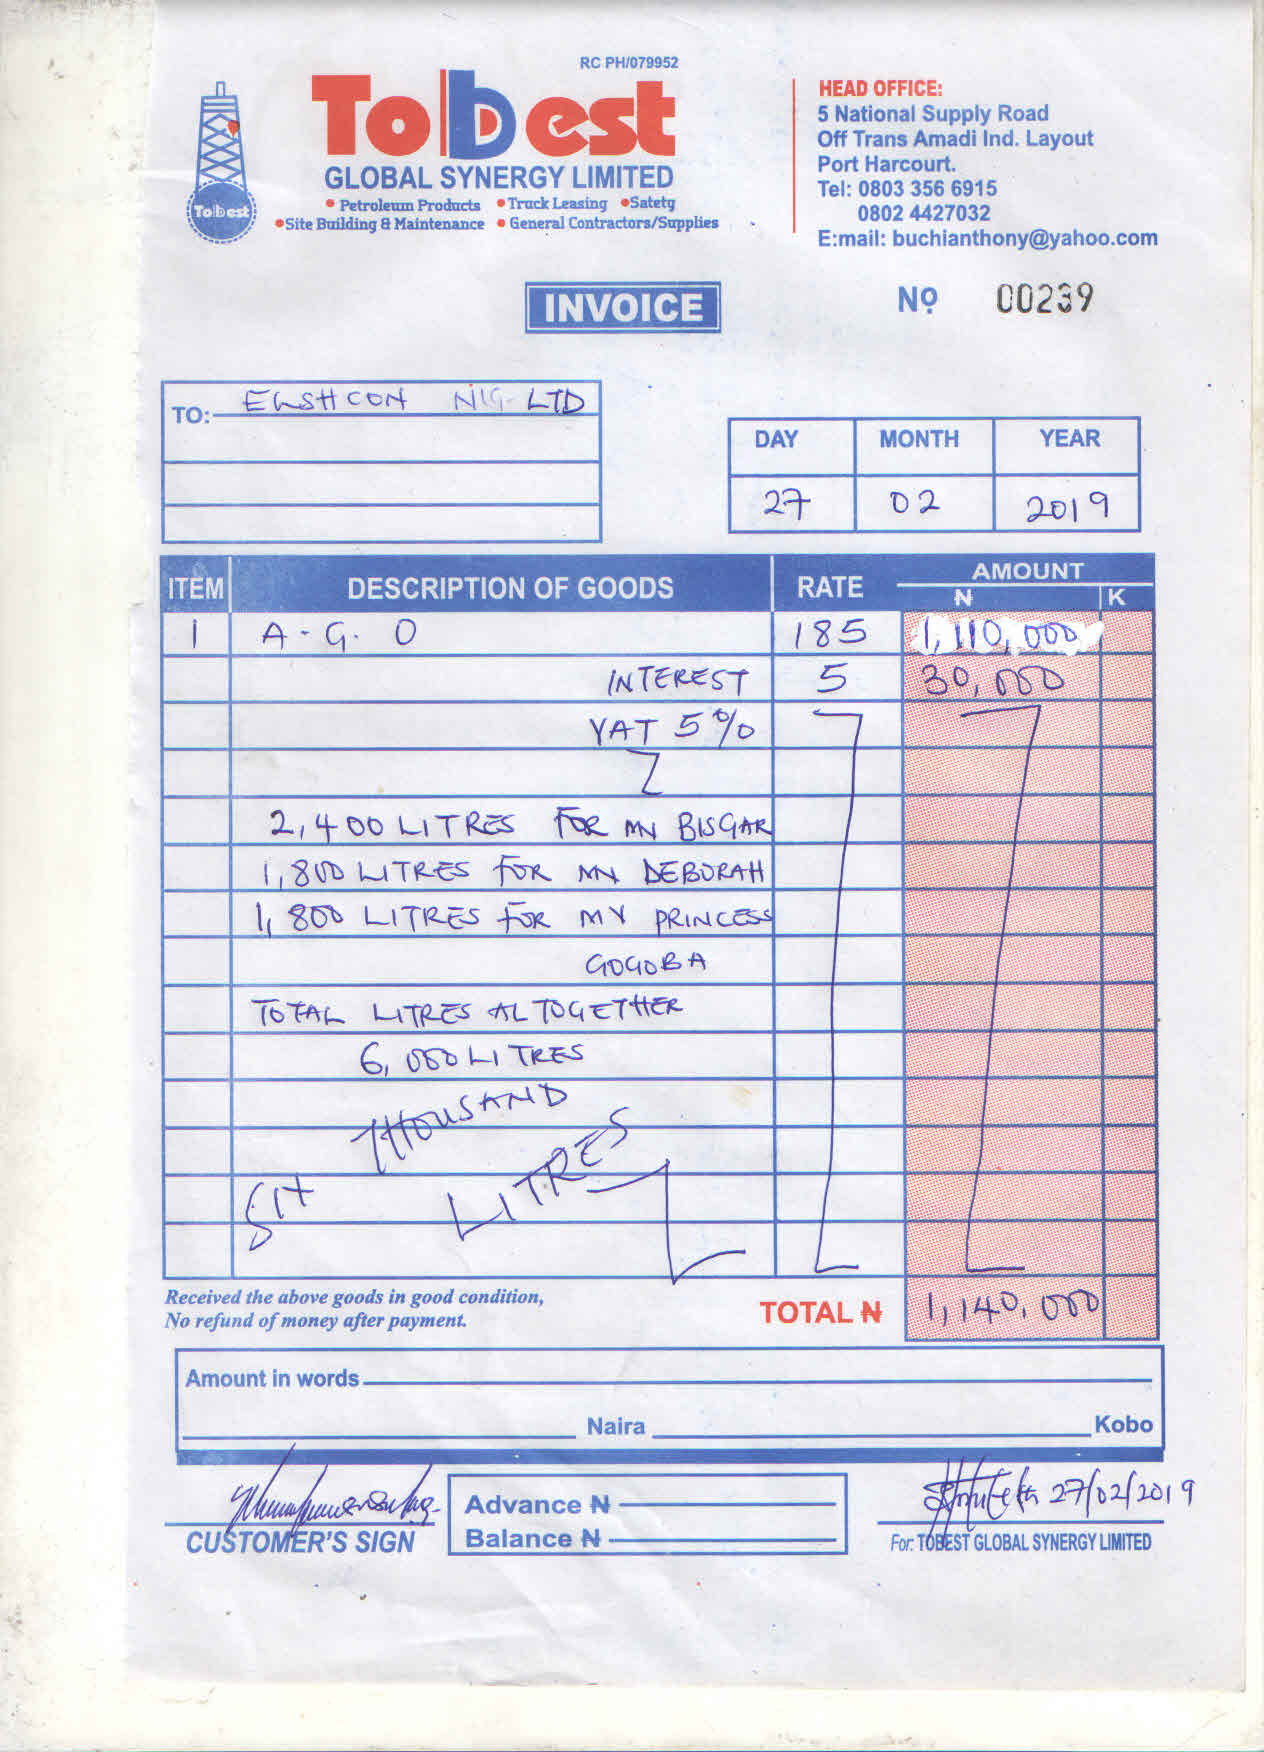 RC PH/079952
Tobest
GLOBAL SYNERGY LIMITED
• Petroleum Products • Truck Leasing • Satety
• Site Building & Maintenance • General Contractors/Supplies
Tobest
HEAD OFFICE:
5 National Supply Road
Off Trans Amadi Ind. Layout
Port Harcourt.
Tel: 0803 356 6915
0802 4427032
E:mail: buchianthony@yahoo.com
INVOICE
No 00239
TO: ELSHCON NIG. LTD
DAY MONTH YEAR
27 02 2019
ITEM DESCRIPTION OF GOODS RATE AMOUNT
₦ K
1 A-G.O 185 1,110,000
INTEREST 5 30,000
VAT 5%
2,400 LITRES FOR MV BISGAR
1,800 LITRES FOR MV DEBORAH
1,800 LITRES FOR MV PRINCESS
GOGOBA
TOTAL LITRES ALTOGETHER
6,000 LITRES
SIX THOUSAND LITRES
Received the above goods in good condition,
No refund of money after payment.
TOTAL ₦ 1,140,000
Amount in words
Naira Kobo
27/02/2019
CUSTOMER'S SIGN
Advance ₦
Balance ₦
For: TOBEST GLOBAL SYNERGY LIMITED